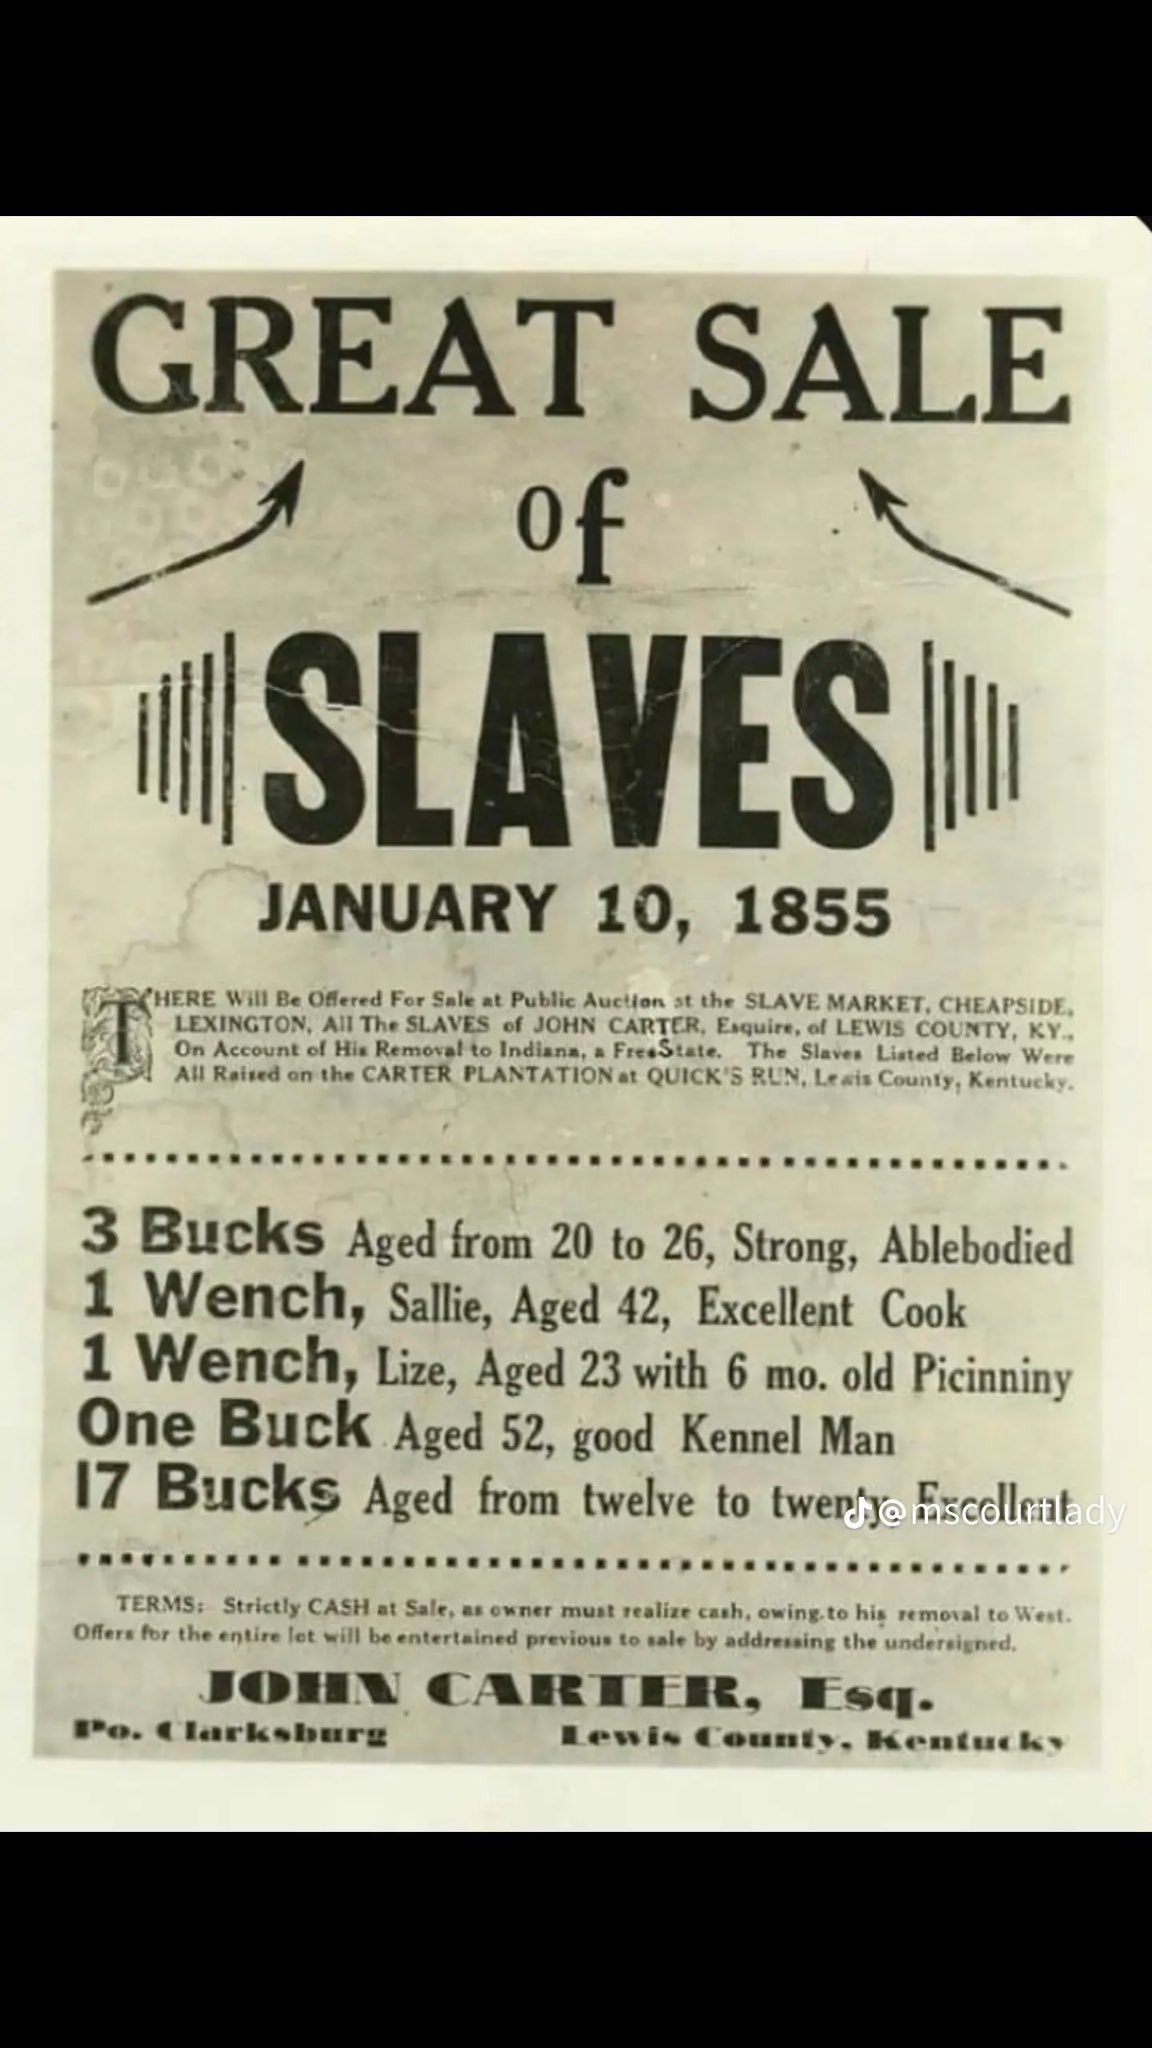 GREAT SALE
of
SLAVES
JANUARY 10, 1855
THERE Will Be Offered For Sale at Public Auction at the SLAVE MARKET, CHEAPSIDE,
LEXINGTON, All The SLAVES of JOHN CARTER, Esquire, of LEWIS COUNTY, KY.,
On Account of His Removal to Indiana, a Free State. The Slaves Listed Below Were
All Raised on the CARTER PLANTATION at QUICK'S RUN, Lewis County, Kentucky.
3 Bucks Aged from 20 to 26, Strong, Ablebodied
1 Wench, Sallie, Aged 42, Excellent Cook
1 Wench, Lize, Aged 23 with 6 mo. old Picinniny
One Buck Aged 52, good Kennel Man
17 Bucks Aged from twelve to twenty, Excellent
@mscourtlady
TERMS: Strictly CASH at Sale, as owner must realize cash, owing to his removal to West.
Offers for the entire lot will be entertained previous to sale by addressing the undersigned.
JOHN CARTER, Esq.
Po. Clarksburg Lewis County, Kentucky